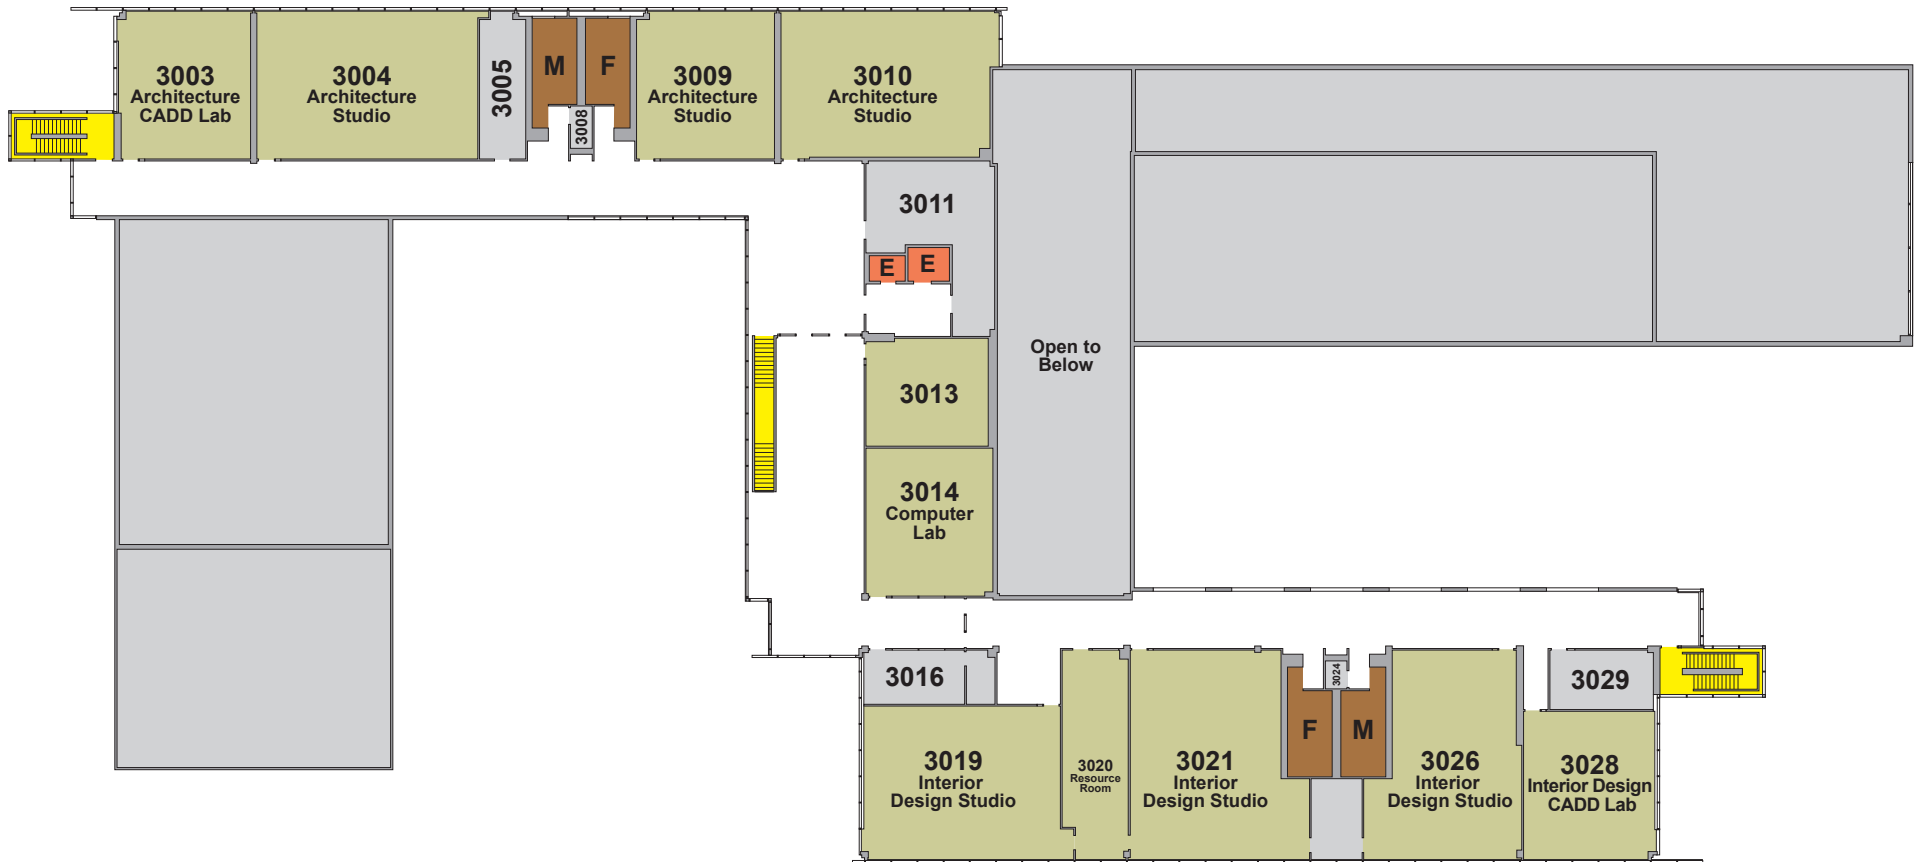 3003
Architecture
CADD Lab
3004
Architecture
Studio
3005
M
F
3008
3009
Architecture
Studio
3010
Architecture
Studio
3011
E
E
Open to
Below
3013
3014
Computer
Lab
3016
3019
Interior
Design Studio
3020
Resource
Room
3021
Interior
Design Studio
F
M
3024
3026
Interior
Design Studio
3029
3028
Interior Design
CADD Lab